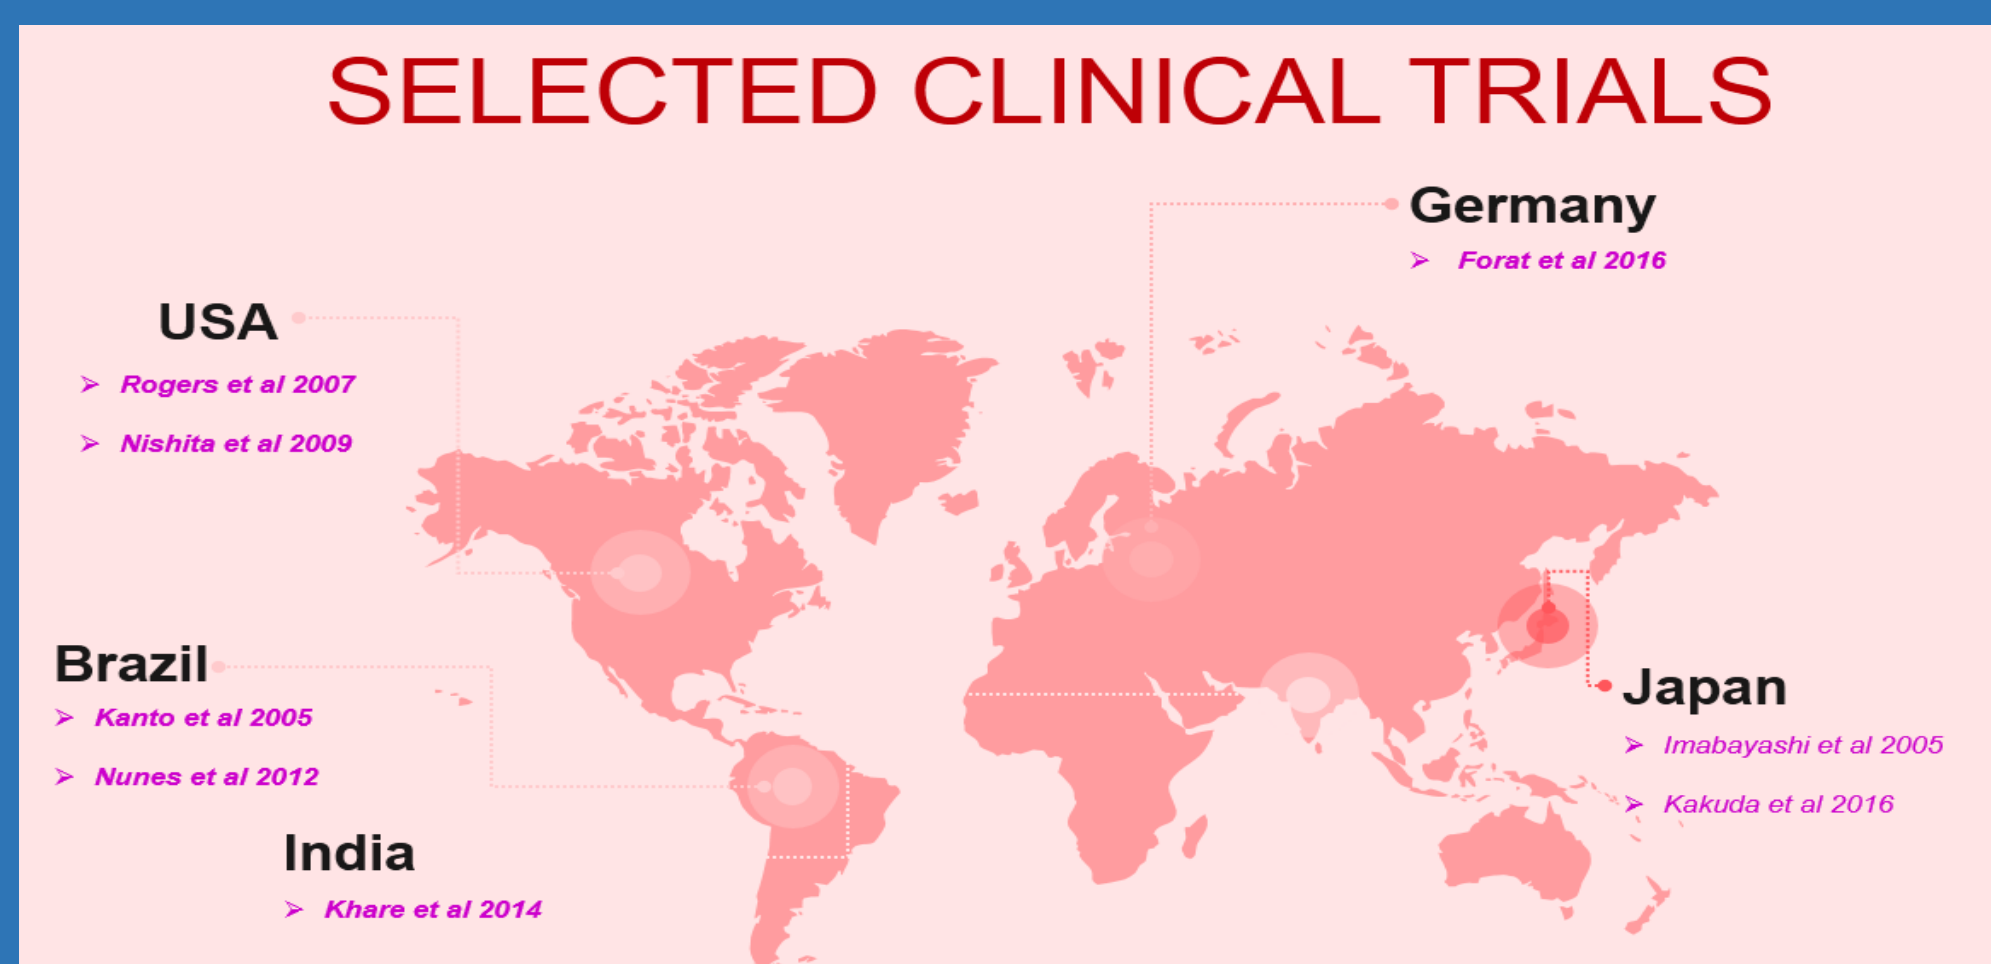 SELECTED CLINICAL TRIALS
Germany
➢ Forat et al 2016
USA
➢ Rogers et al 2007
➢ Nishita et al 2009
Brazil
➢ Kanto et al 2005
➢ Nunes et al 2012
Japan
➢ Imabayashi et al 2005
➢ Kakuda et al 2016
India
➢ Khare et al 2014